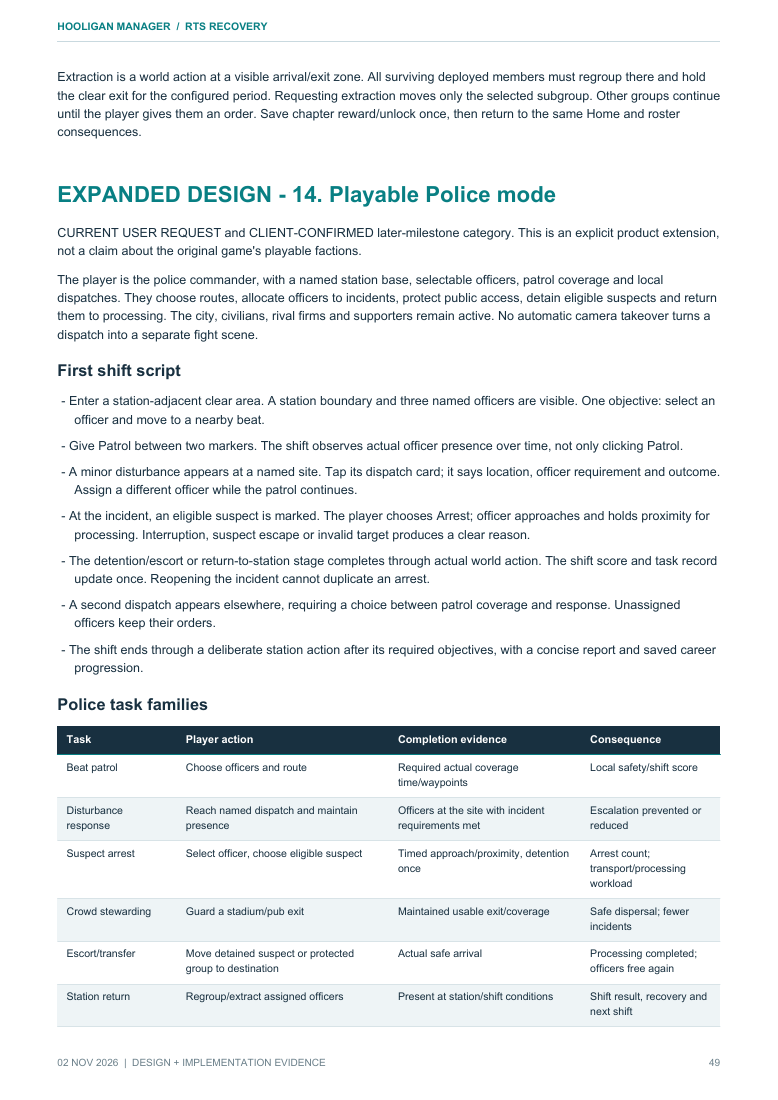 HOOLIGAN MANAGER / RTS RECOVERY
Extraction is a world action at a visible arrival/exit zone. All surviving deployed members must regroup there and hold
the clear exit for the configured period. Requesting extraction moves only the selected subgroup. Other groups continue
until the player gives them an order. Save chapter reward/unlock once, then return to the same Home and roster
consequences.
EXPANDED DESIGN - 14. Playable Police mode
CURRENT USER REQUEST and CLIENT-CONFIRMED later-milestone category. This is an explicit product extension,
not a claim about the original game's playable factions.
The player is the police commander, with a named station base, selectable officers, patrol coverage and local
dispatches. They choose routes, allocate officers to incidents, protect public access, detain eligible suspects and return
them to processing. The city, civilians, rival firms and supporters remain active. No automatic camera takeover turns a
dispatch into a separate fight scene.
First shift script
- Enter a station-adjacent clear area. A station boundary and three named officers are visible. One objective: select an
officer and move to a nearby beat.
- Give Patrol between two markers. The shift observes actual officer presence over time, not only clicking Patrol.
- A minor disturbance appears at a named site. Tap its dispatch card; it says location, officer requirement and outcome.
Assign a different officer while the patrol continues.
- At the incident, an eligible suspect is marked. The player chooses Arrest; officer approaches and holds proximity for
processing. Interruption, suspect escape or invalid target produces a clear reason.
- The detention/escort or return-to-station stage completes through actual world action. The shift score and task record
update once. Reopening the incident cannot duplicate an arrest.
- A second dispatch appears elsewhere, requiring a choice between patrol coverage and response. Unassigned
officers keep their orders.
- The shift ends through a deliberate station action after its required objectives, with a concise report and saved career
progression.
Police task families
Task Player action Completion evidence Consequence
Beat patrol Choose officers and route Required actual coverage Local safety/shift score
time/waypoints
Disturbance Reach named dispatch and maintain Officers at the site with incident Escalation prevented or
response presence requirements met reduced
Suspect arrest Select officer, choose eligible suspect Timed approach/proximity, detention Arrest count;
once transport/processing
workload
Crowd stewarding Guard a stadium/pub exit Maintained usable exit/coverage Safe dispersal; fewer
incidents
Escort/transfer Move detained suspect or protected Actual safe arrival Processing completed;
group to destination officers free again
Station return Regroup/extract assigned officers Present at station/shift conditions Shift result, recovery and
next shift
02 NOV 2026 | DESIGN + IMPLEMENTATION EVIDENCE 49